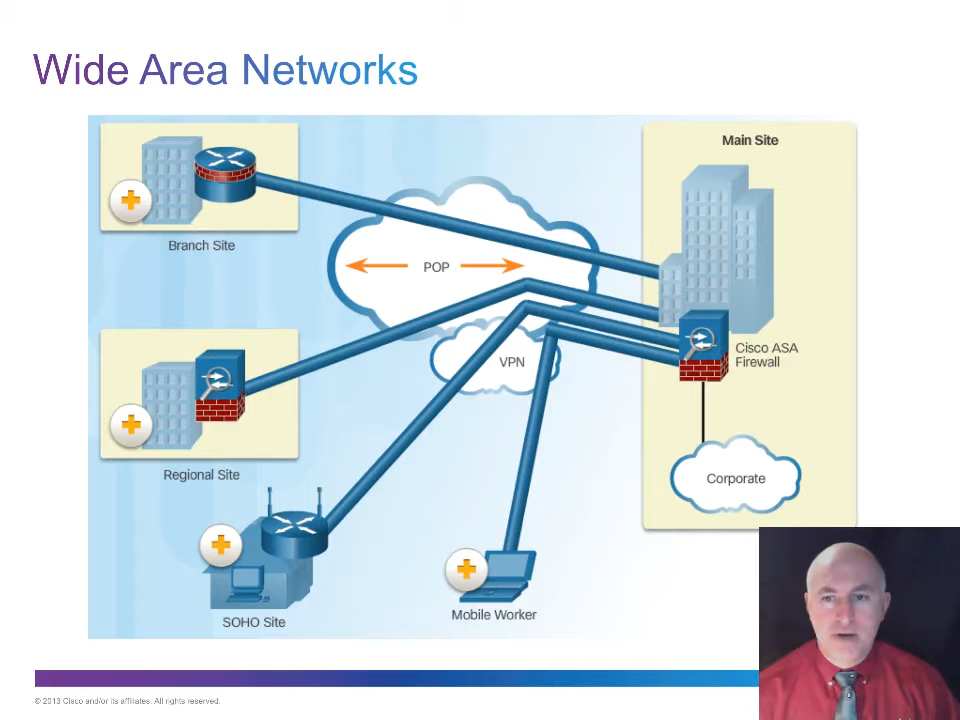 Wide Area Networks
Main Site
Branch Site
POP
VPN
Cisco ASA
Firewall
Regional Site
Corporate
SOHO Site
Mobile Worker
© 2013 Cisco and/or its affiliates. All rights reserved.